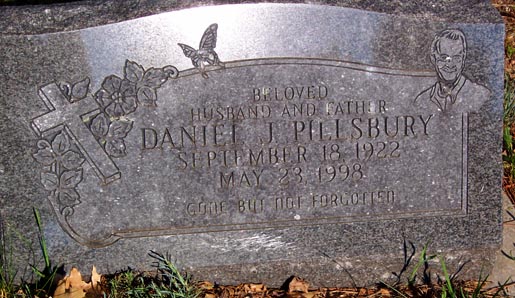 BELOVED
HUSBAND AND FATHER
DANIEL J. PILLSBURY
SEPTEMBER 18, 1922
MAY 23, 1998
GONE BUT NOT FORGOTTEN